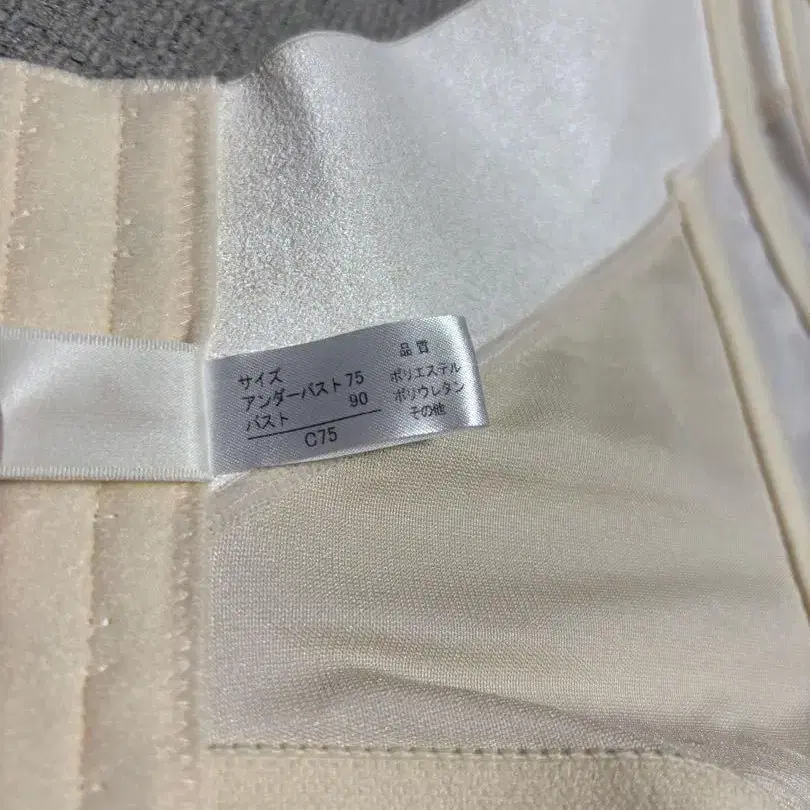 サイズ
アンダーバスト 75
バスト 90
C75
品質
ポリエステル
ポリウレタン
その他